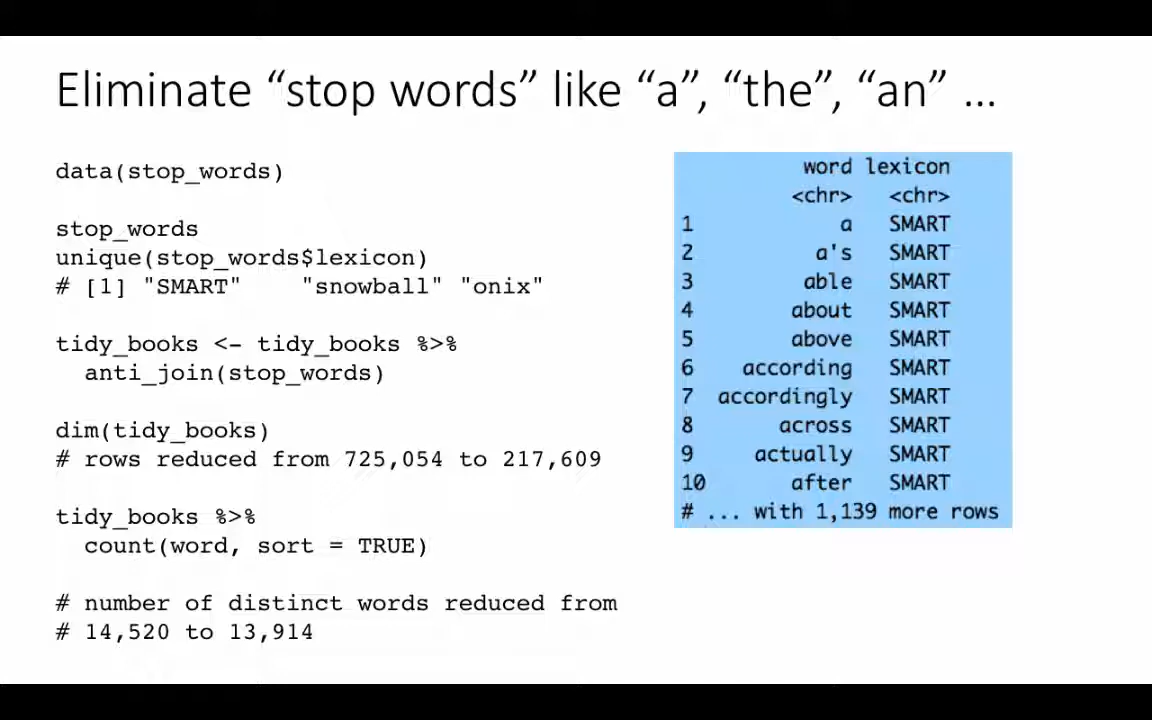 Eliminate “stop words” like “a”, “the”, “an” …
data(stop_words)
stop_words
unique(stop_words$lexicon)
# [1] "SMART"    "snowball" "onix"
tidy_books <- tidy_books %>%
  anti_join(stop_words)
dim(tidy_books)
# rows reduced from 725,054 to 217,609
tidy_books %>%
  count(word, sort = TRUE)
# number of distinct words reduced from
# 14,520 to 13,914
word lexicon
<chr> <chr>
1 a SMART
2 a's SMART
3 able SMART
4 about SMART
5 above SMART
6 according SMART
7 accordingly SMART
8 across SMART
9 actually SMART
10 after SMART
# ... with 1,139 more rows